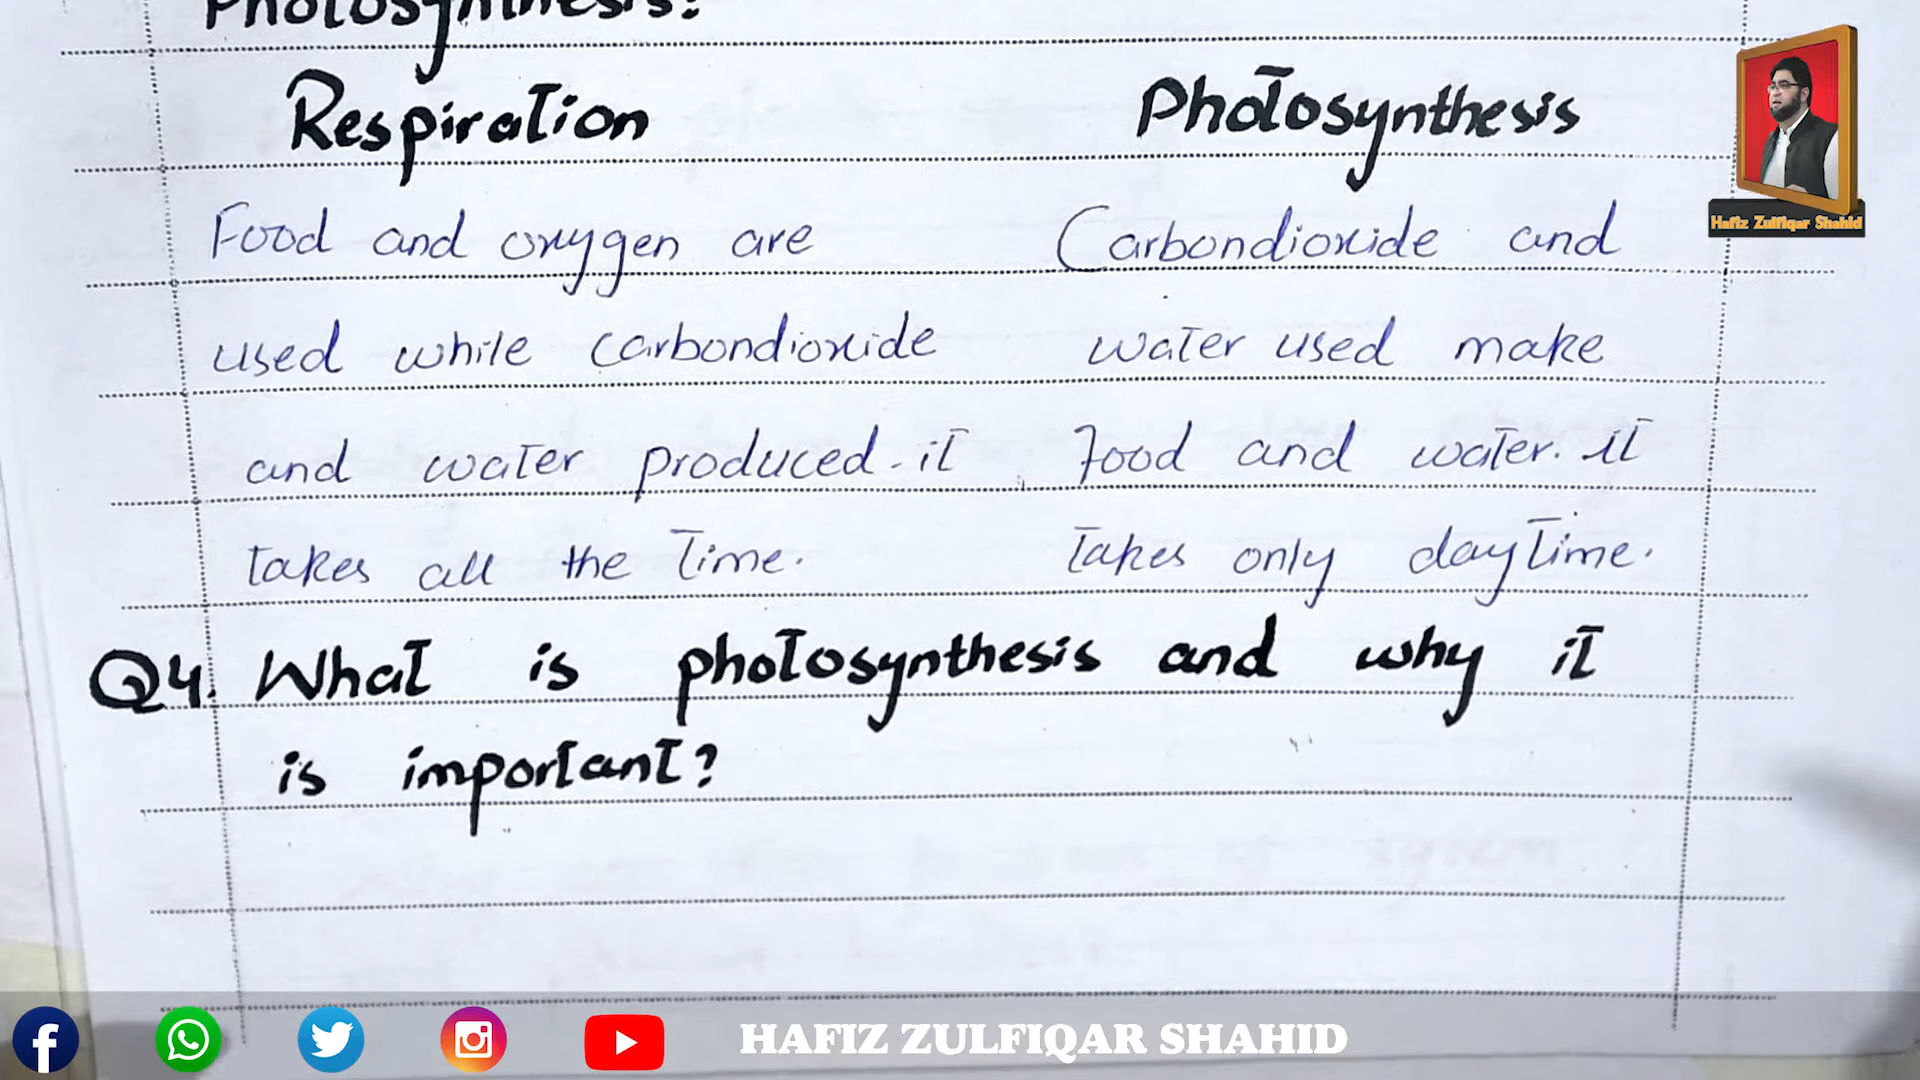 Photosynthesis?
Respiration Photosynthesis
Food and oxygen are Carbondioxide and
used while carbondioxide water used make
and water produced. it Food and water. it
takes all the time. takes only daytime.
Q4. What is photosynthesis and why it
is important?
Hafiz Zulfiqar Shahid
HAFIZ ZULFIQAR SHAHID